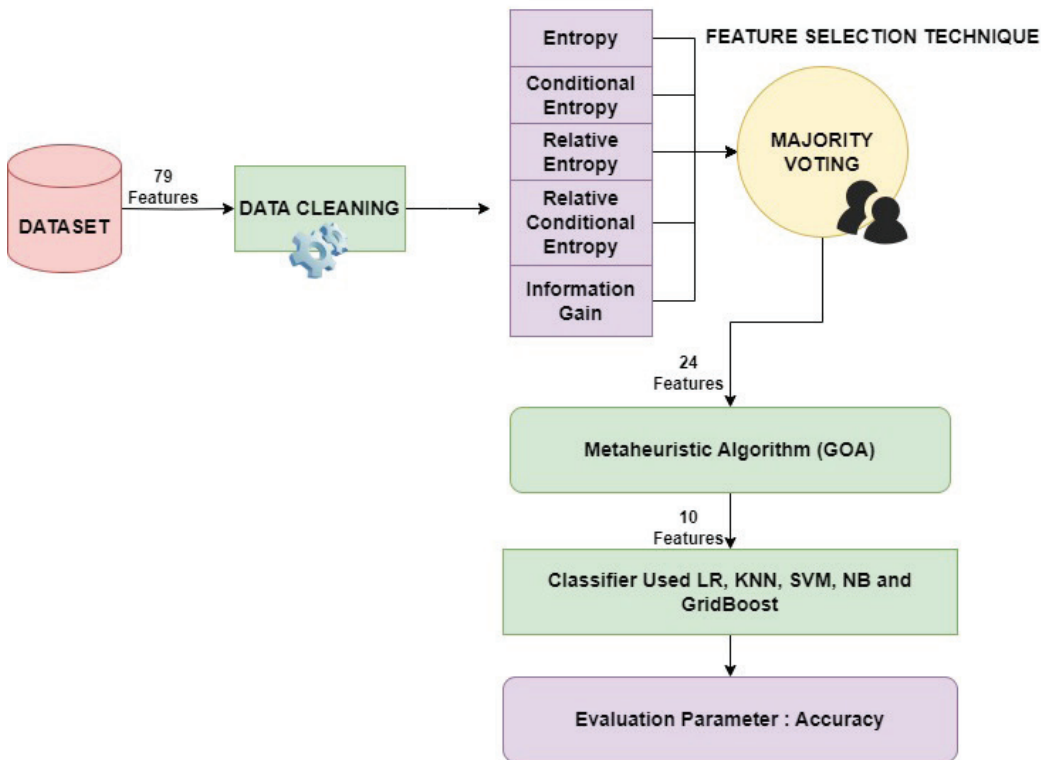 DATASET
79
Features
DATA CLEANING
Entropy
Conditional
Entropy
Relative
Entropy
Relative
Conditional
Entropy
Information
Gain
FEATURE SELECTION TECHNIQUE
MAJORITY
VOTING
24
Features
Metaheuristic Algorithm (GOA)
10
Features
Classifier Used LR, KNN, SVM, NB and
GridBoost
Evaluation Parameter : Accuracy